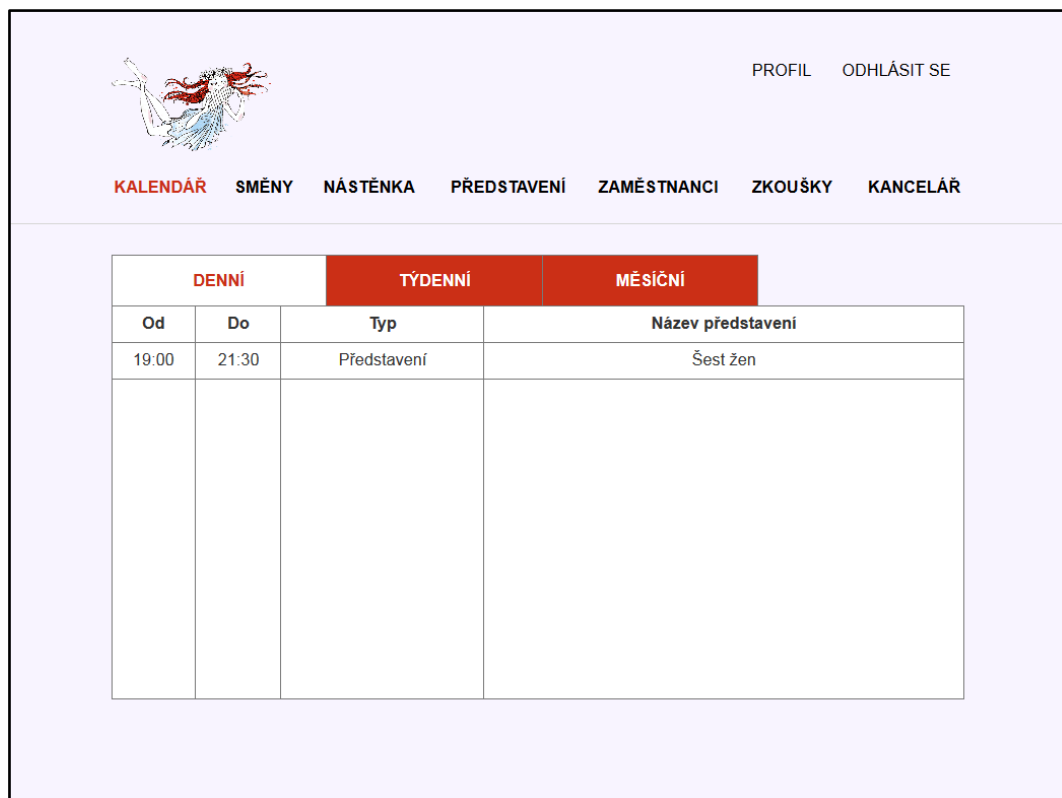 PROFIL ODHLÁSIT SE
KALENDÁŘ SMĚNY NÁSTĚNKA PŘEDSTAVENÍ ZAMĚSTNANCI ZKOUŠKY KANCELÁŘ
DENNÍ TÝDENNÍ MĚSÍČNÍ
Od Do Typ Název představení
19:00 21:30 Představení Šest žen